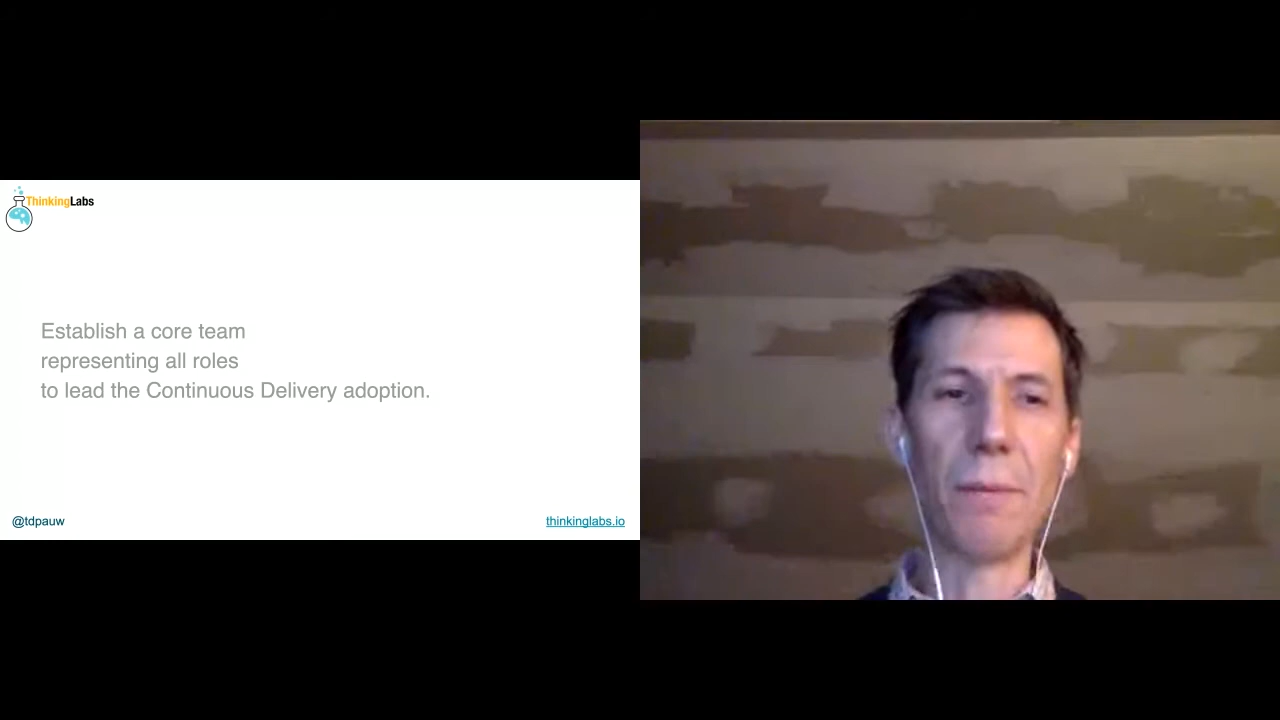 ThinkingLabs
Establish a core team
representing all roles
to lead the Continuous Delivery adoption.
@tdpauw
thinkinglabs.io